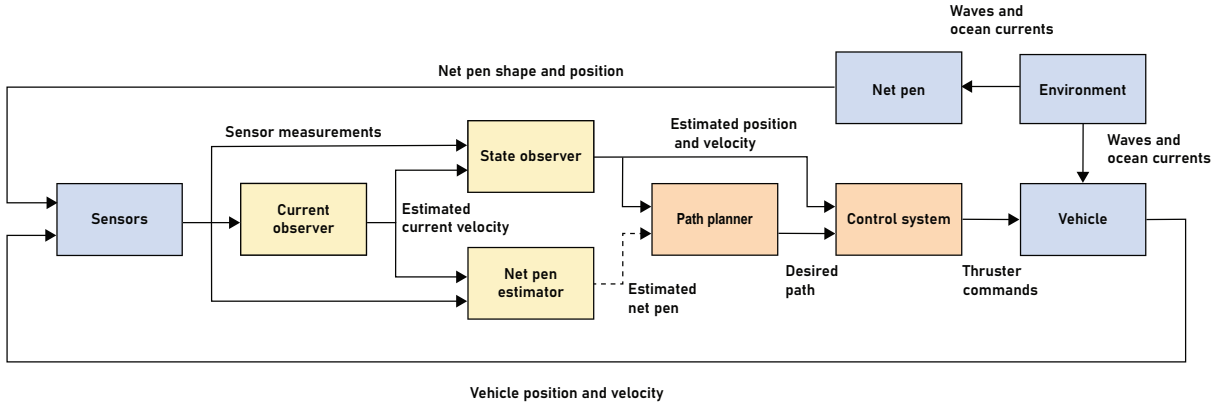 Waves and
ocean currents
Net pen shape and position
Net pen
Environment
Sensor measurements
Estimated position
and velocity
Waves and
ocean currents
State observer
Sensors
Current
observer
Estimated
current velocity
Path planner
Control system
Vehicle
Net pen
estimator
Estimated
net pen
Desired
path
Thruster
commands
Vehicle position and velocity